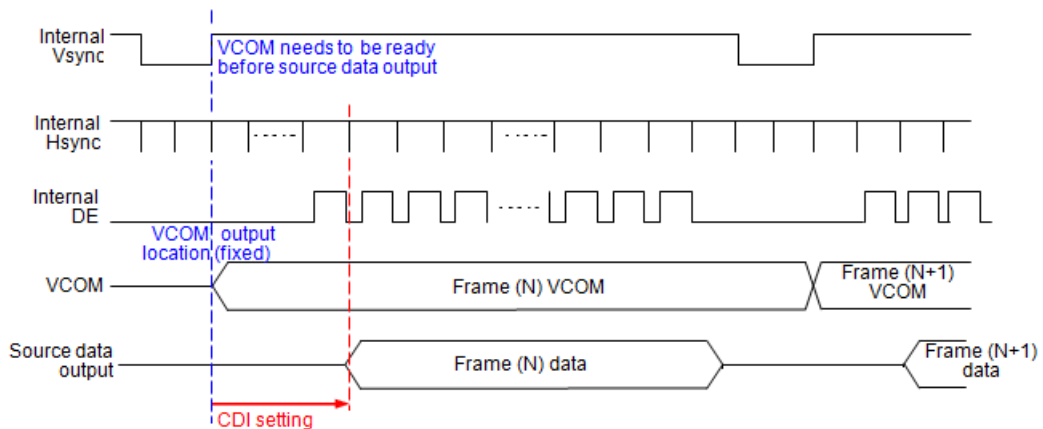 Internal
Vsync
VCOM needs to be ready
before source data output
Internal
Hsync
Internal
DE
VCOM output
location (fixed)
VCOM
Frame (N) VCOM
Frame (N+1)
VCOM
Source data
output
Frame (N) data
Frame (N+1)
data
CDI setting